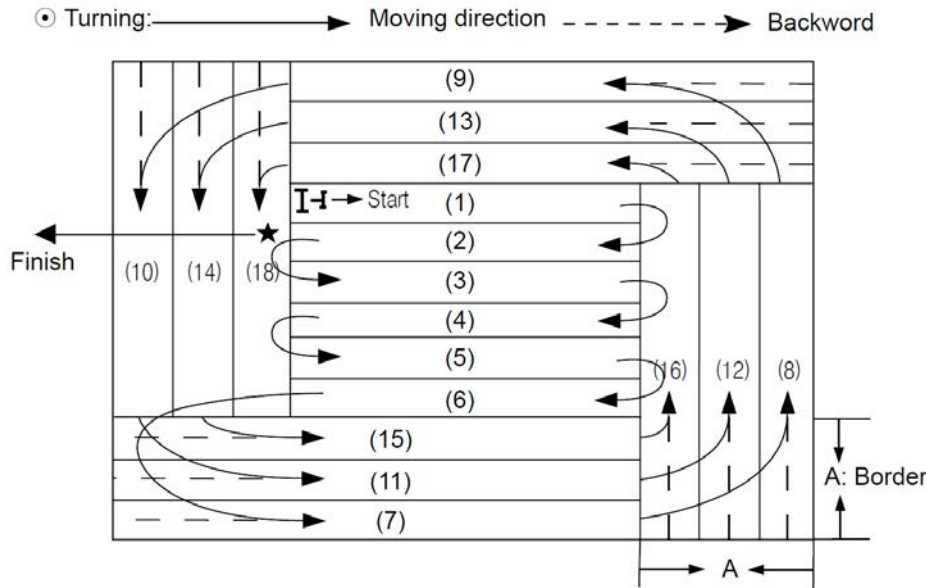 ⊙ Turning: Moving direction Backword
(9)
(13)
(17)
Start (1)
(2)
Finish
(10) (14) (18) (3)
(4)
(5)
(16) (12) (8)
(6)
(15)
(11)
A: Border
(7)
A